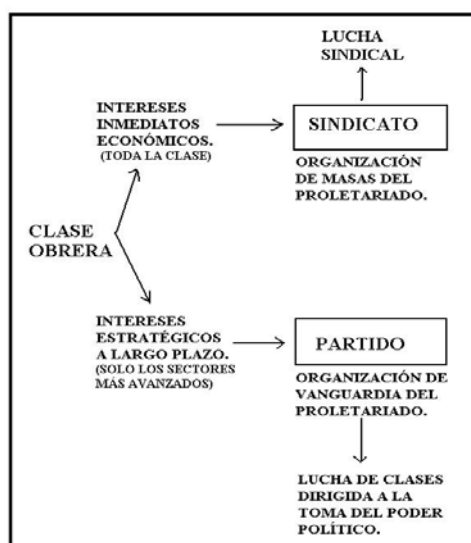 LUCHA
SINDICAL
INTERESES
INMEDIATOS
ECONÓMICOS.
(TODA LA CLASE)
SINDICATO
ORGANIZACIÓN
DE MASAS DEL
PROLETARIADO.
CLASE
OBRERA
INTERESES
ESTRATÉGICOS
A LARGO PLAZO.
(SOLO LOS SECTORES
MÁS AVANZADOS)
PARTIDO
ORGANIZACIÓN DE
VANGUARDIA DEL
PROLETARIADO.
LUCHA DE CLASES
DIRIGIDA A LA
TOMA DEL PODER
POLÍTICO.